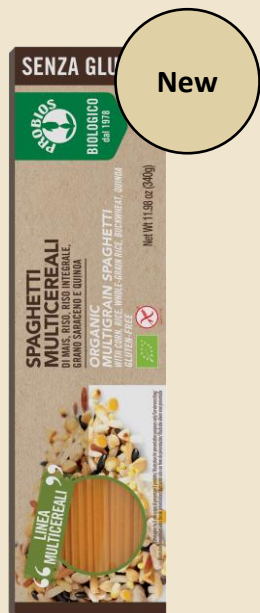 SENZA GLU
New
PROBIOS
BIOLOGICO
dal 1978
SPAGHETTI
MULTICEREALI
DI MAIS, RISO, RISO INTEGRALE,
GRANO SARACENO E QUINOA
ORGANIC
MULTIGRAIN SPAGHETTI
WITH CORN, RICE, WHOLE-GRAIN RICE, BUCKWHEAT, QUINOA
GLUTEN-FREE
Net Wt 11.98 oz (340g)
“ LINEA
MULTICEREALI ”